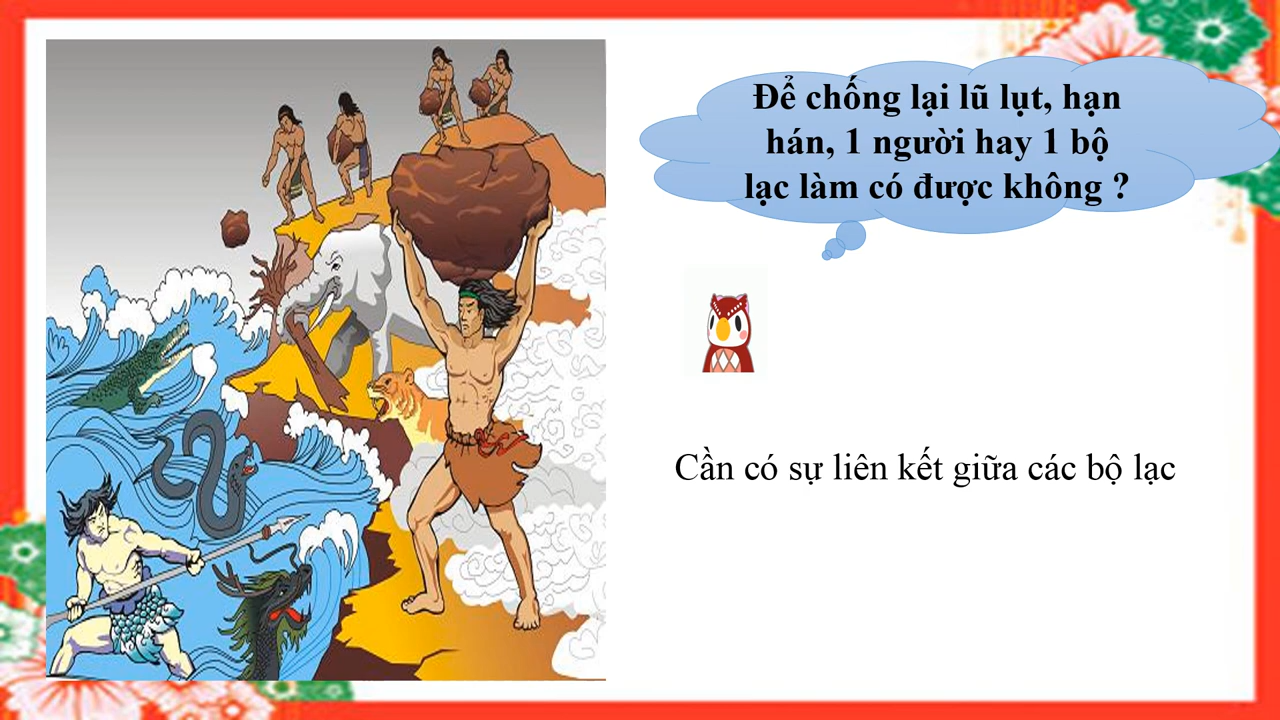 Để chống lại lũ lụt, hạn
hán, 1 người hay 1 bộ
lạc làm có được không ?
Cần có sự liên kết giữa các bộ lạc